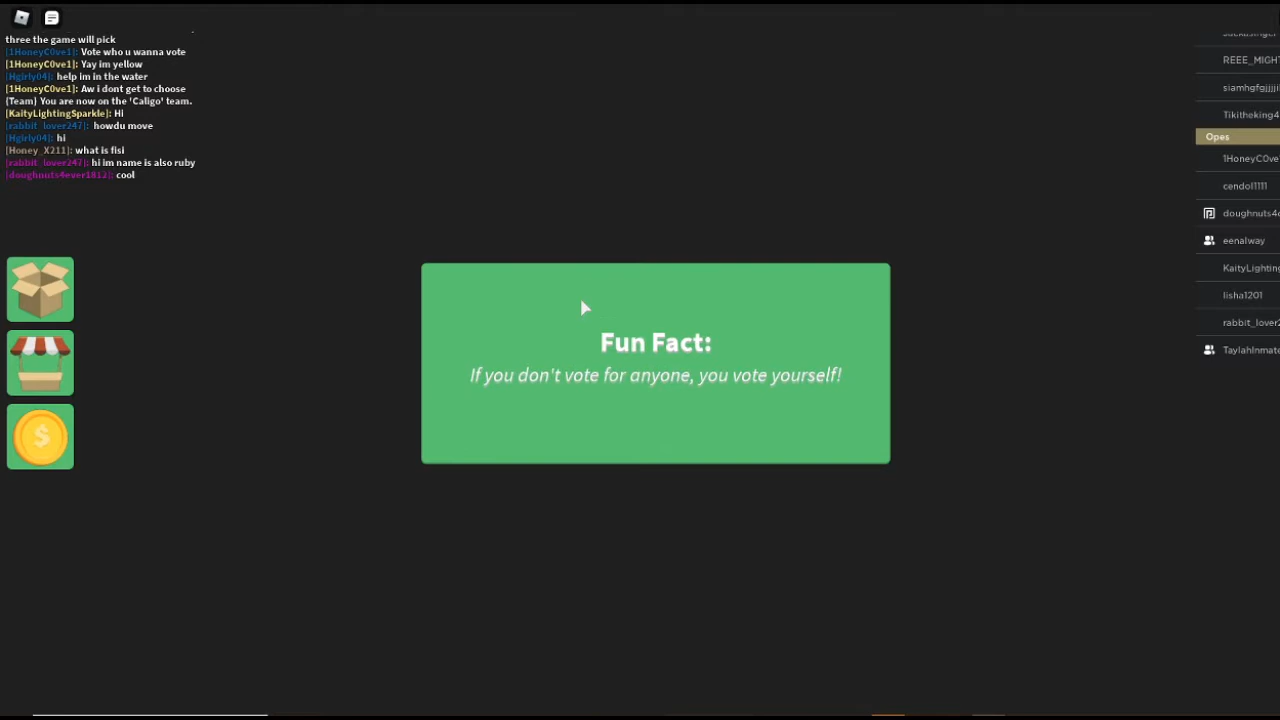 three the game will pick
[1HoneyC0ve1]: Vote who u wanna vote
[1HoneyC0ve1]: Yay im yellow
[Hgirly04]: help im in the water
[1HoneyC0ve1]: Aw i dont get to choose
(Team) You are now on the 'Caligo' team.
[KaityLightingSparkle]: Hi
[rabbit_lover247]: howdu move
[Hgirly04]: hi
[Honey_X211]: what is fisi
[rabbit_lover247]: hi im name is also ruby
[doughnuts4ever1812]: cool
REEE_MIGHT
siamhgfgjjjjji
Tikitheking4
Opes
1HoneyC0ve
cendol1111
doughnuts4e
eenalway
KaityLighting
lisha1201
rabbit_lover2
TaylahInmate
Fun Fact:
If you don't vote for anyone, you vote yourself!